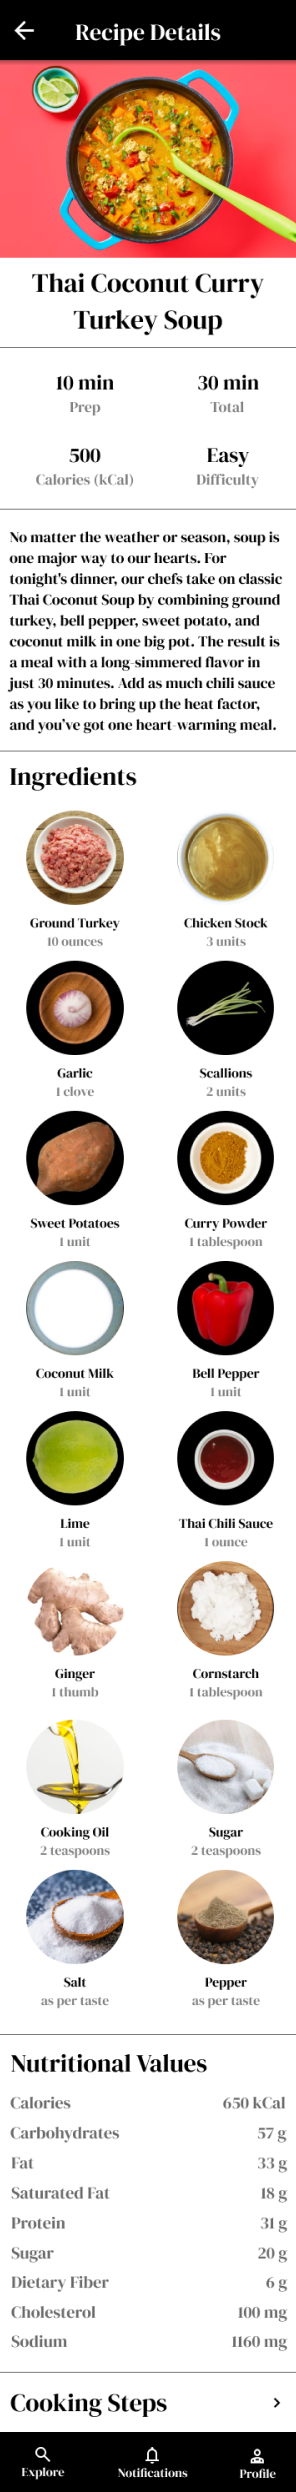 Recipe Details
Thai Coconut Curry
Turkey Soup
10 min
30 min
Prep
Total
500
Easy
Calories (kCal)
Difficulty
No matter the weather or season, soup is
one major way to our hearts. For
tonight's dinner, our chefs take on classic
Thai Coconut Soup by combining ground
turkey, bell pepper, sweet potato, and
coconut milk in one big pot. The result is
a meal with a long-simmered flavor in
just 30 minutes. Add as much chili sauce
as you like to bring up the heat factor,
and you've got one heart-warming meal.
Ingredients
Ground Turkey
Chicken Stock
10 ounces
3 units
Garlic
Scallions
1 clove
2 units
Sweet Potatoes
Curry Powder
1 unit
1 tablespoon
Coconut Milk
Bell Pepper
1 unit
1 unit
Lime
Thai Chili Sauce
1 unit
1 ounce
Ginger
Cornstarch
1 thumb
1 tablespoon
Cooking Oil
Sugar
2 teaspoons
2 teaspoons
Salt
Pepper
as per taste
as per taste
Nutritional Values
Calories 650 kCal
Carbohydrates 57 g
Fat 33 g
Saturated Fat 18 g
Protein 31 g
Sugar 20 g
Dietary Fiber 6 g
Cholesterol 100 mg
Sodium 1160 mg
Cooking Steps
Explore Notifications Profile